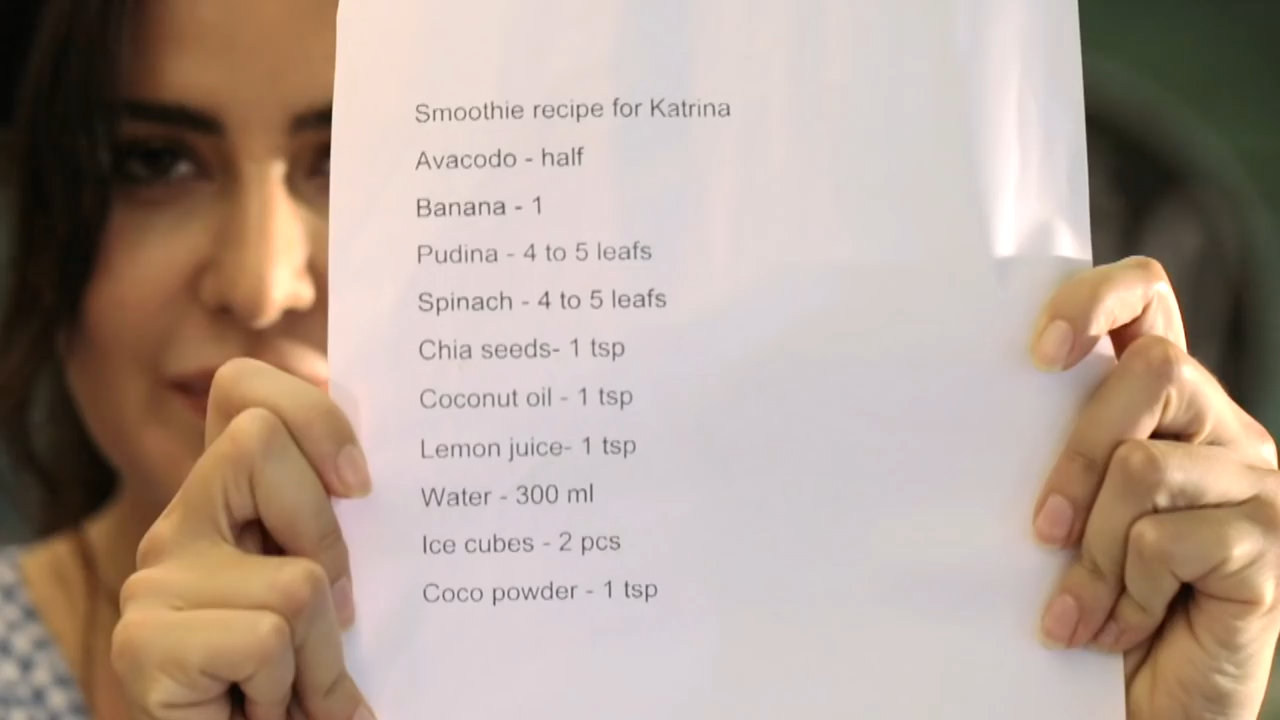 Smoothie recipe for Katrina
Avacodo - half
Banana - 1
Pudina - 4 to 5 leafs
Spinach - 4 to 5 leafs
Chia seeds- 1 tsp
Coconut oil - 1 tsp
Lemon juice- 1 tsp
Water - 300 ml
Ice cubes - 2 pcs
Coco powder - 1 tsp